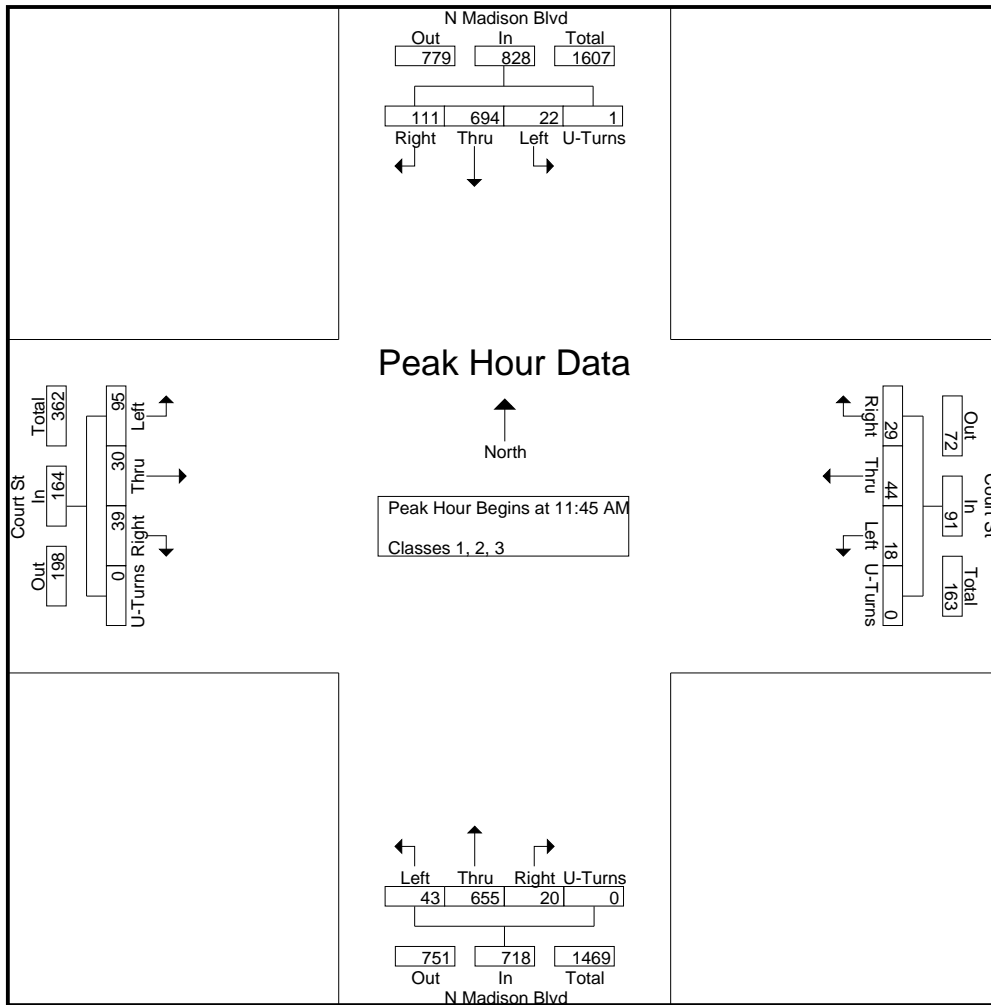 N Madison Blvd
Out In Total
779 828 1607
111 694 22 1
Right Thru Left U-Turns
Peak Hour Data
North
Peak Hour Begins at 11:45 AM
Classes 1, 2, 3
Court St
Total In Out
362 164 198
95 30 39 0
Left Thru Right U-Turns
Court St
Out In Total
72 91 163
29 44 18 0
Right Thru Left U-Turns
Left Thru Right U-Turns
43 655 20 0
751 718 1469
Out In Total
N Madison Blvd